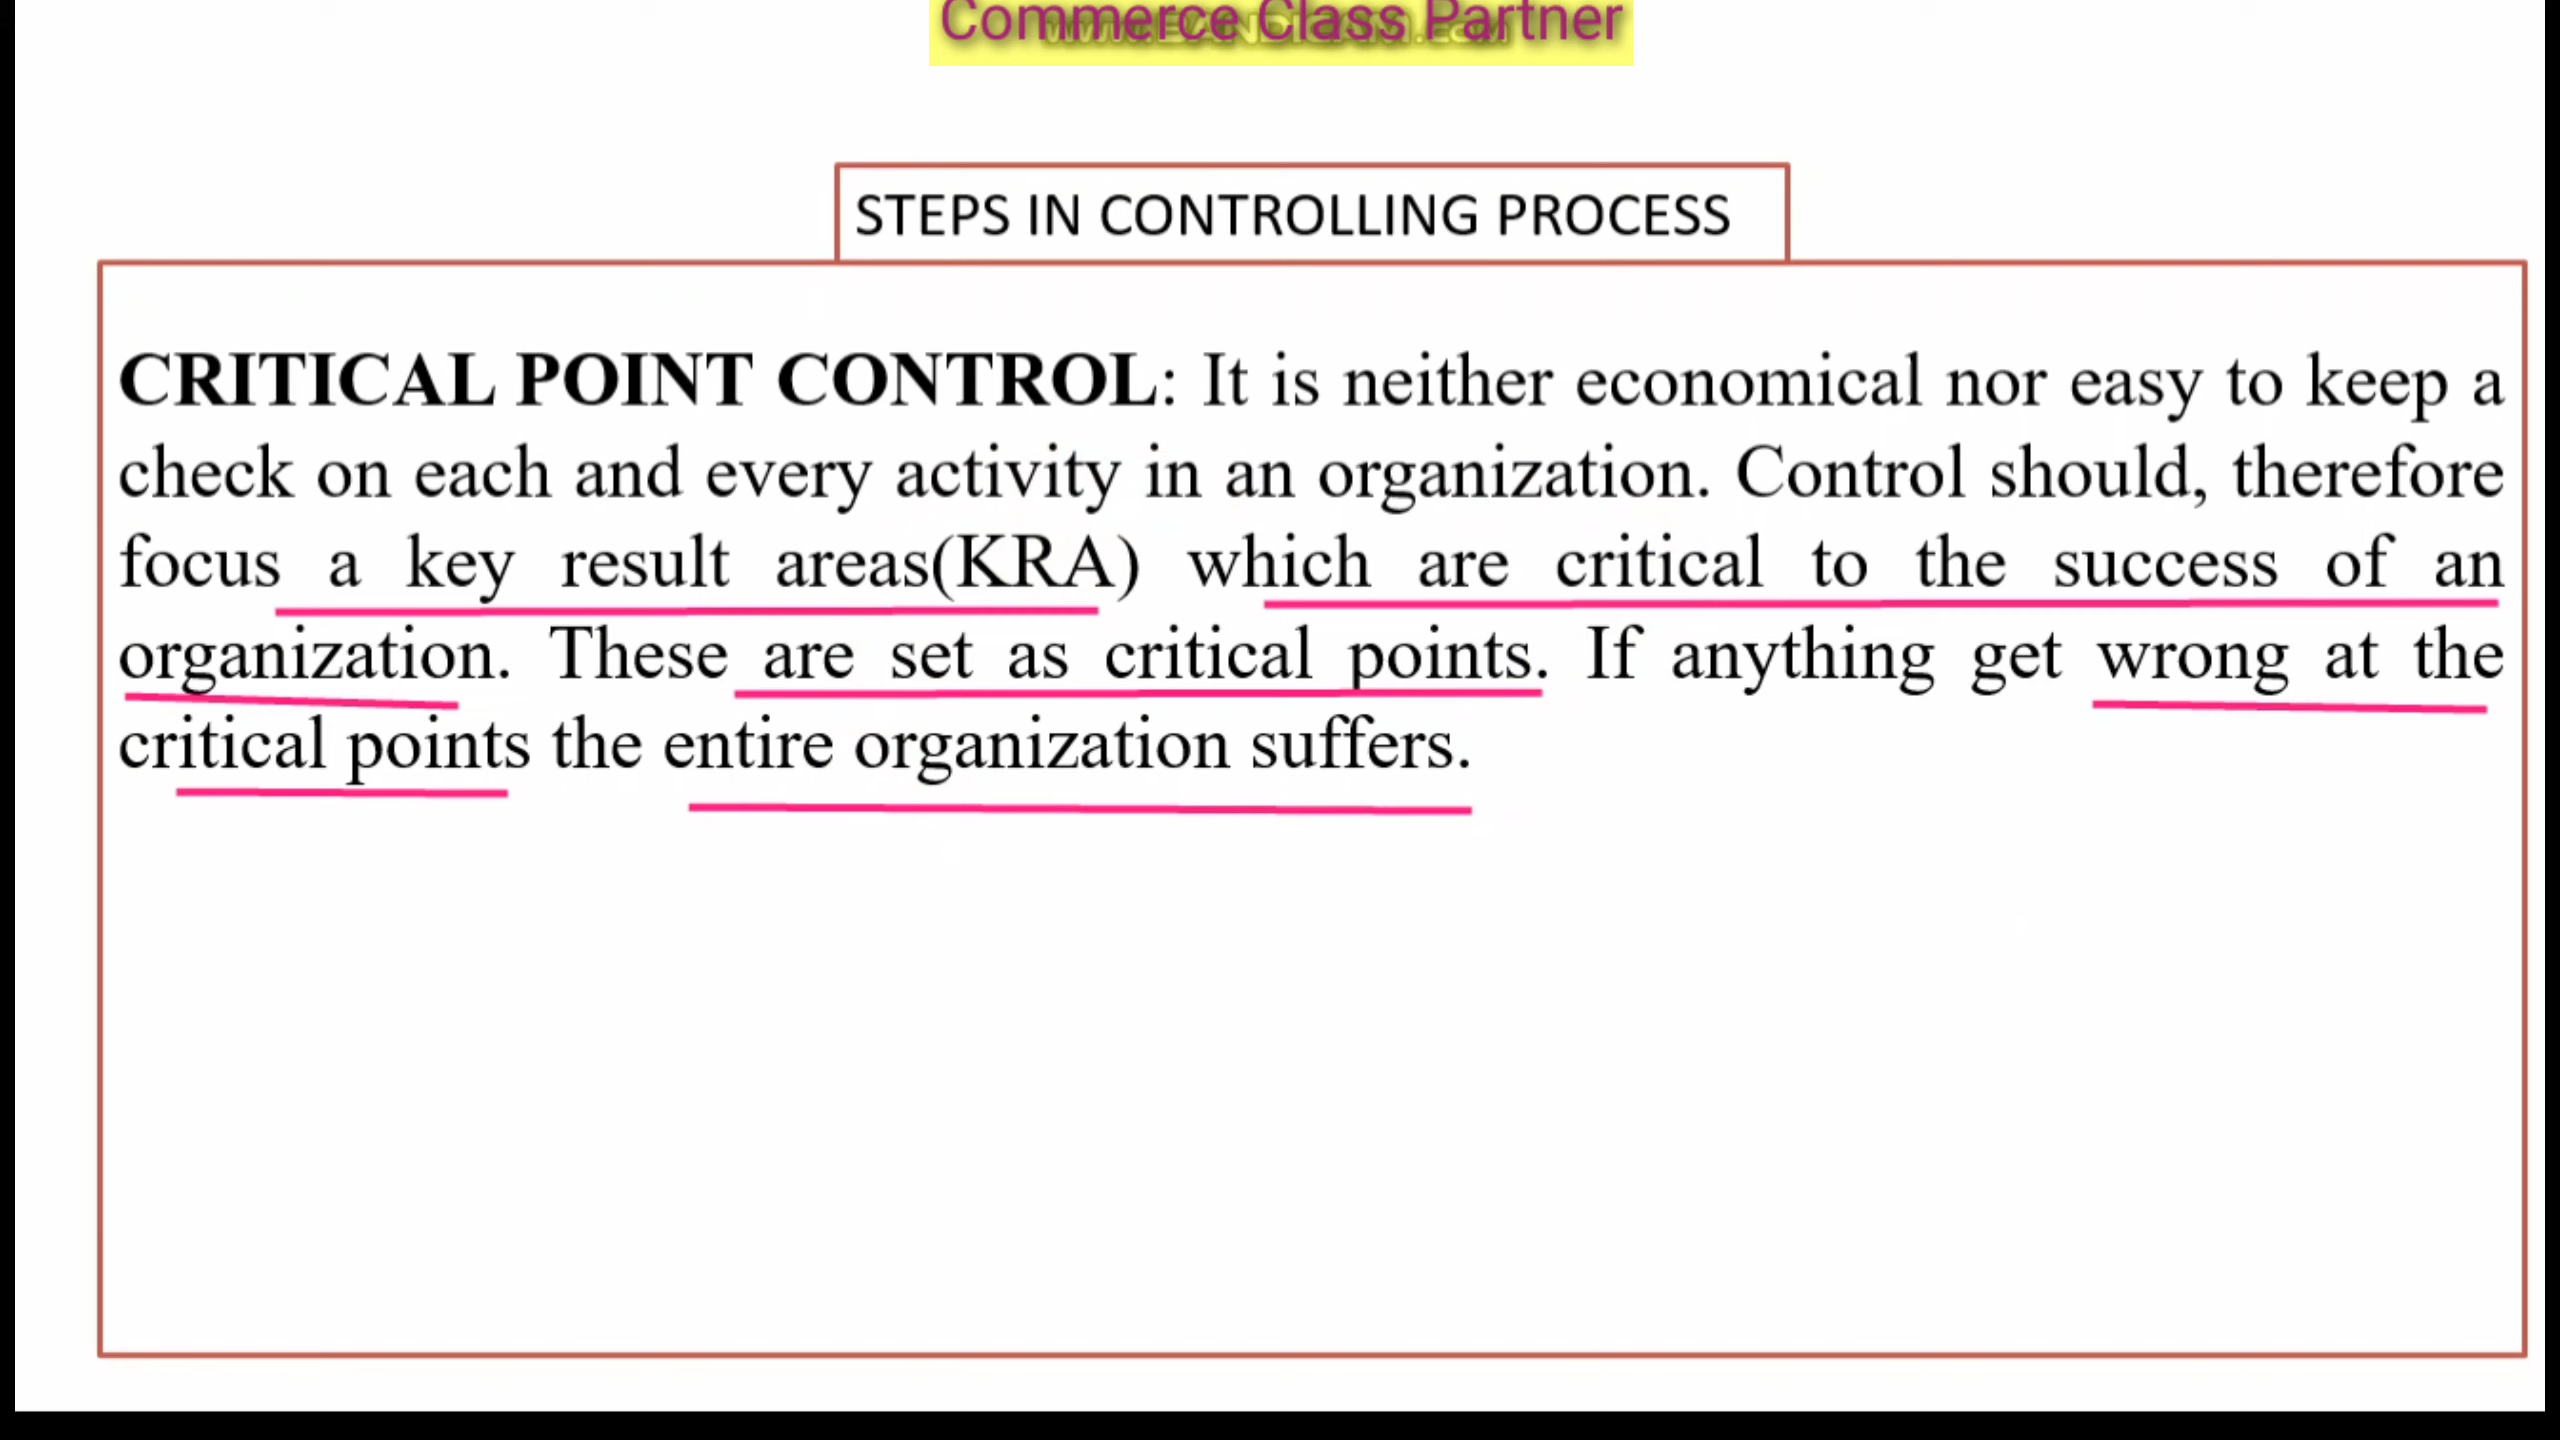 Commerce Class Partner
www.BANDICAM.com
STEPS IN CONTROLLING PROCESS
CRITICAL POINT CONTROL: It is neither economical nor easy to keep a
check on each and every activity in an organization. Control should, therefore
focus a key result areas(KRA) which are critical to the success of an
organization. These are set as critical points. If anything get wrong at the
critical points the entire organization suffers.